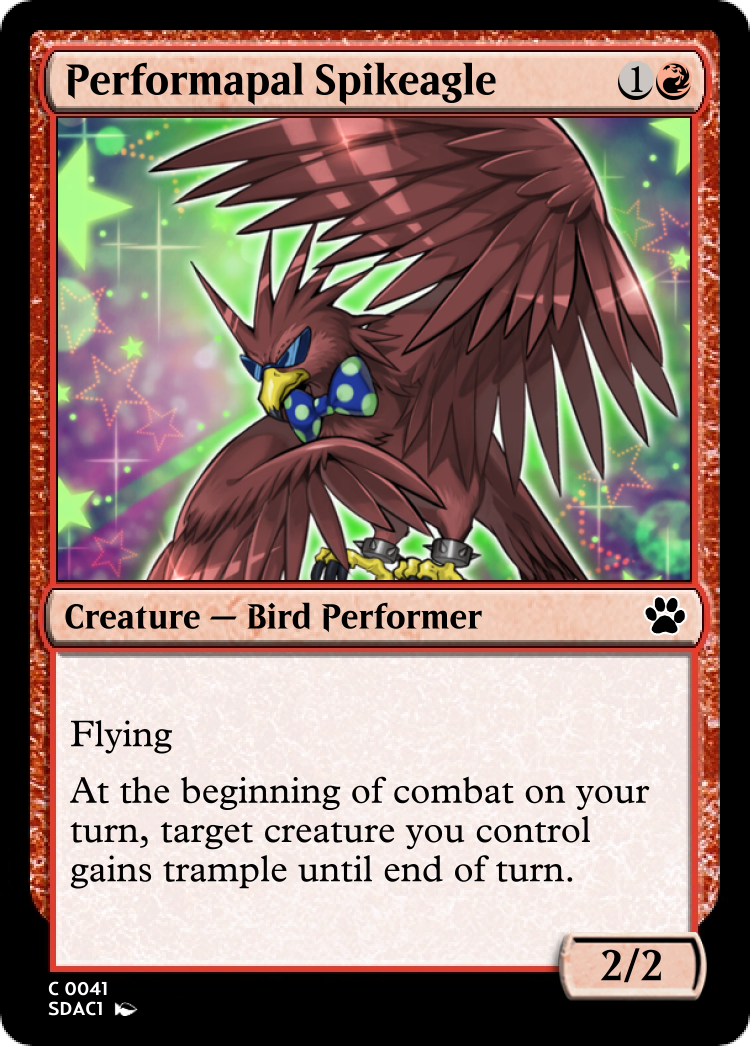 Performapal Spikeagle 1
Creature — Bird Performer
Flying
At the beginning of combat on your
turn, target creature you control
gains trample until end of turn.
2/2
C 0041
SDAC1